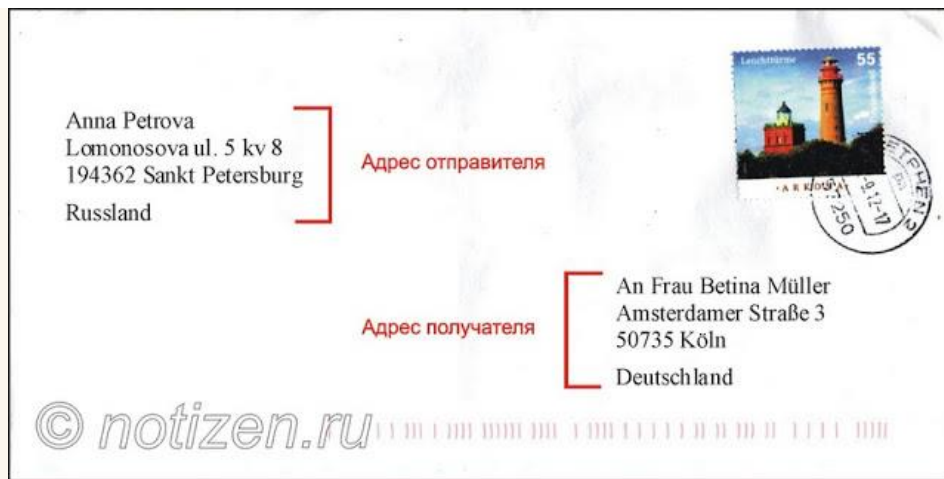 Leuchttürme 55
Anna Petrova
Lomonosova ul. 5 kv 8
194362 Sankt Petersburg
Russland
Адрес отправителя
ARKONA
An Frau Betina Müller
Amsterdamer Straße 3
50735 Köln
Deutschland
Адрес получателя
© notizen.ru